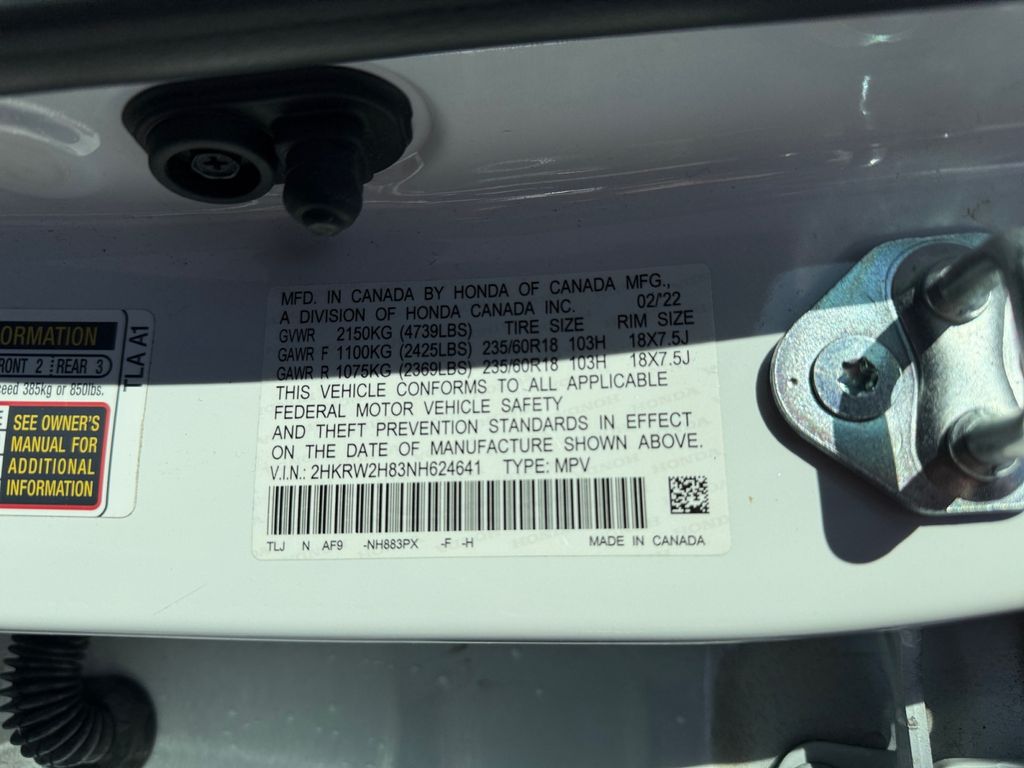 ORMATION
RONT 2 REAR 3
ceed 385kg or 850lbs.
SEE OWNER'S
MANUAL FOR
ADDITIONAL
INFORMATION
TLA A1
MFD. IN CANADA BY HONDA OF CANADA MFG.,
A DIVISION OF HONDA CANADA INC. 02/'22
GVWR 2150KG (4739LBS) TIRE SIZE RIM SIZE
GAWR F 1100KG (2425LBS) 235/60R18 103H 18X7.5J
GAWR R 1075KG (2369LBS) 235/60R18 103H 18X7.5J
THIS VEHICLE CONFORMS TO ALL APPLICABLE
FEDERAL MOTOR VEHICLE SAFETY
AND THEFT PREVENTION STANDARDS IN EFFECT
ON THE DATE OF MANUFACTURE SHOWN ABOVE.
V.I.N.: 2HKRW2H83NH624641 TYPE: MPV
TLJ N AF9 -NH883PX -F -H MADE IN CANADA